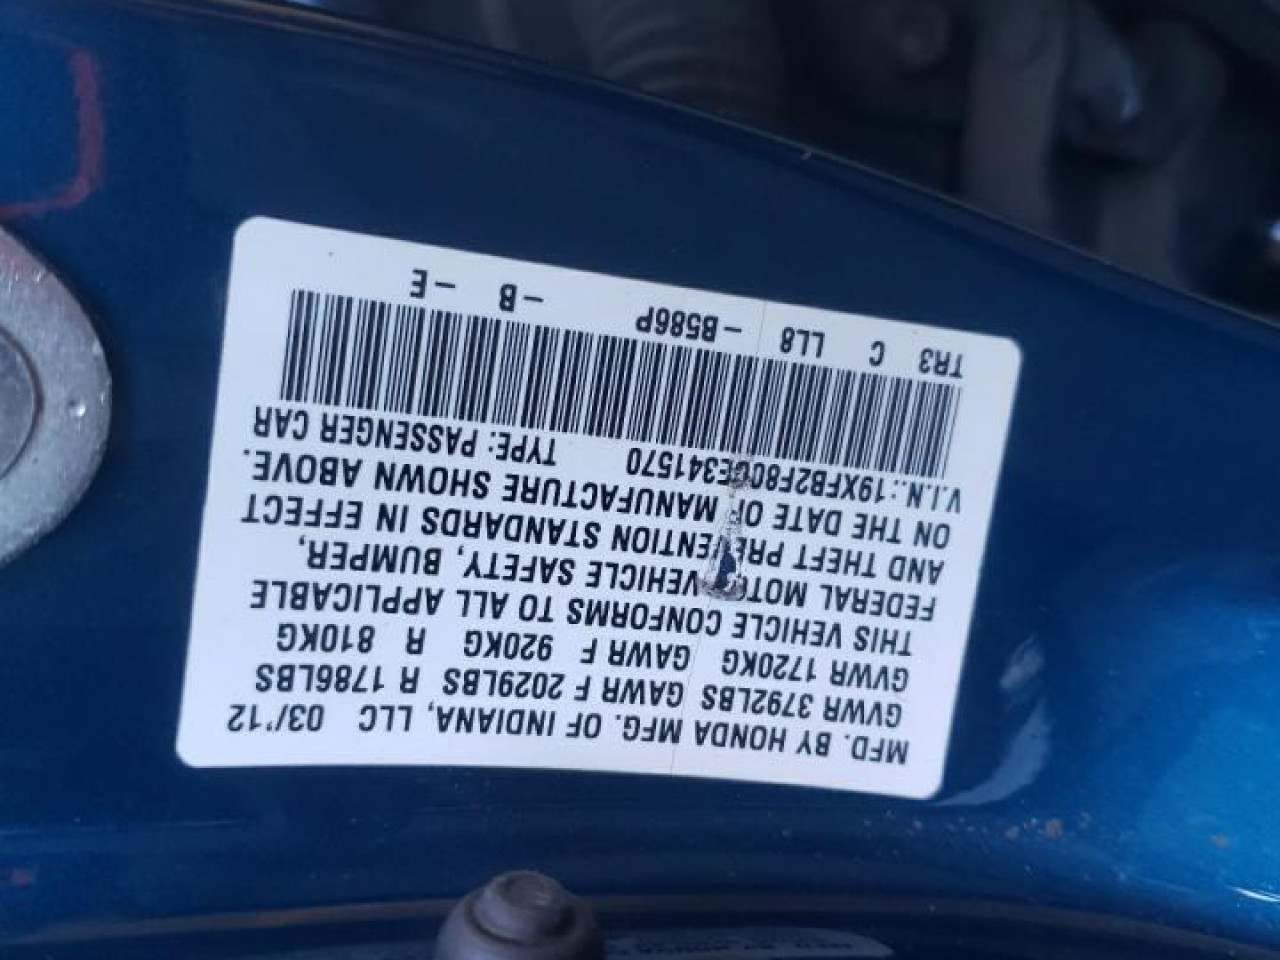 MFD. BY HONDA MFG. OF INDIANA, LLC 03/'12
GVWR 3792LBS GAWR F 2029LBS R 1786LBS
GVWR 1720KG GAWR F 920KG R 810KG
THIS VEHICLE CONFORMS TO ALL APPLICABLE
FEDERAL MOTOR VEHICLE SAFETY, BUMPER,
AND THEFT PREVENTION STANDARDS IN EFFECT
ON THE DATE OF MANUFACTURE SHOWN ABOVE.
V.I.N.: TYPE: PASSENGER CAR
TR3 C LL8 -B586P -B -E